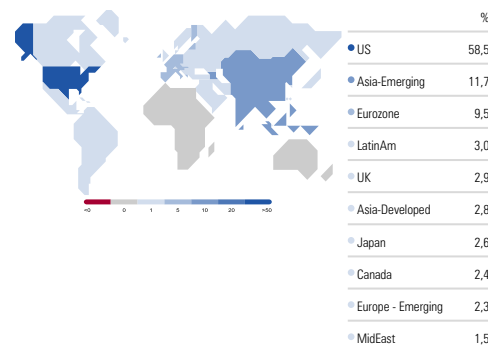 %
US 58,5
Asia-Emerging 11,7
Eurozone 9,5
LatinAm 3,0
UK 2,9
Asia-Developed 2,8
Japan 2,6
Canada 2,4
Europe - Emerging 2,3
MidEast 1,5
<0 0 1 5 10 20 >50